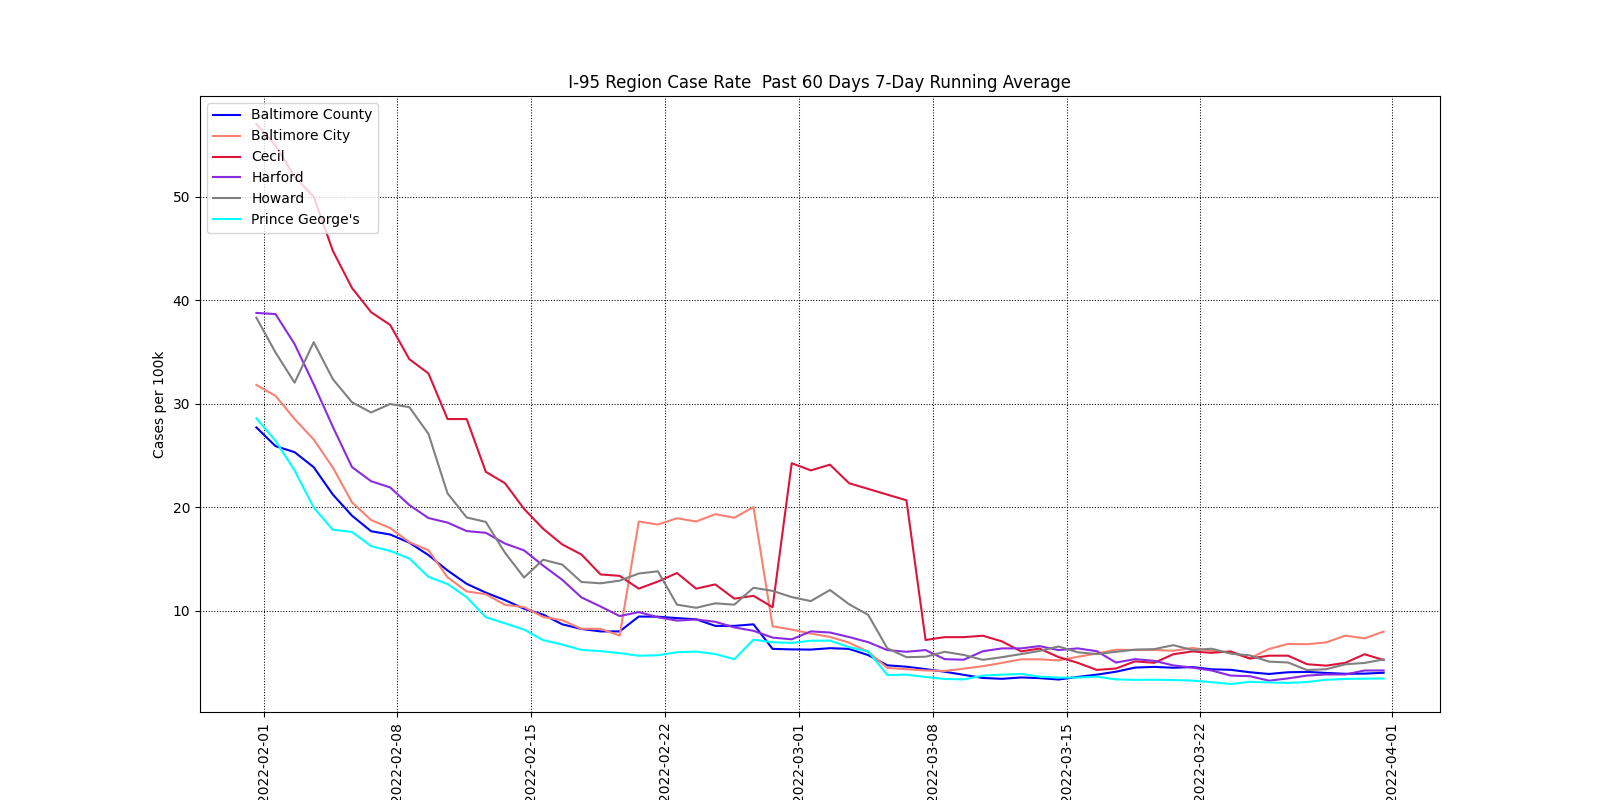 I-95 Region Case Rate  Past 60 Days 7-Day Running Average
Baltimore County
Baltimore City
Cecil
Harford
Howard
Prince George's
Cases per 100k
50
40
30
20
10
2022-02-01
2022-02-08
2022-02-15
2022-02-22
2022-03-01
2022-03-08
2022-03-15
2022-03-22
2022-04-01